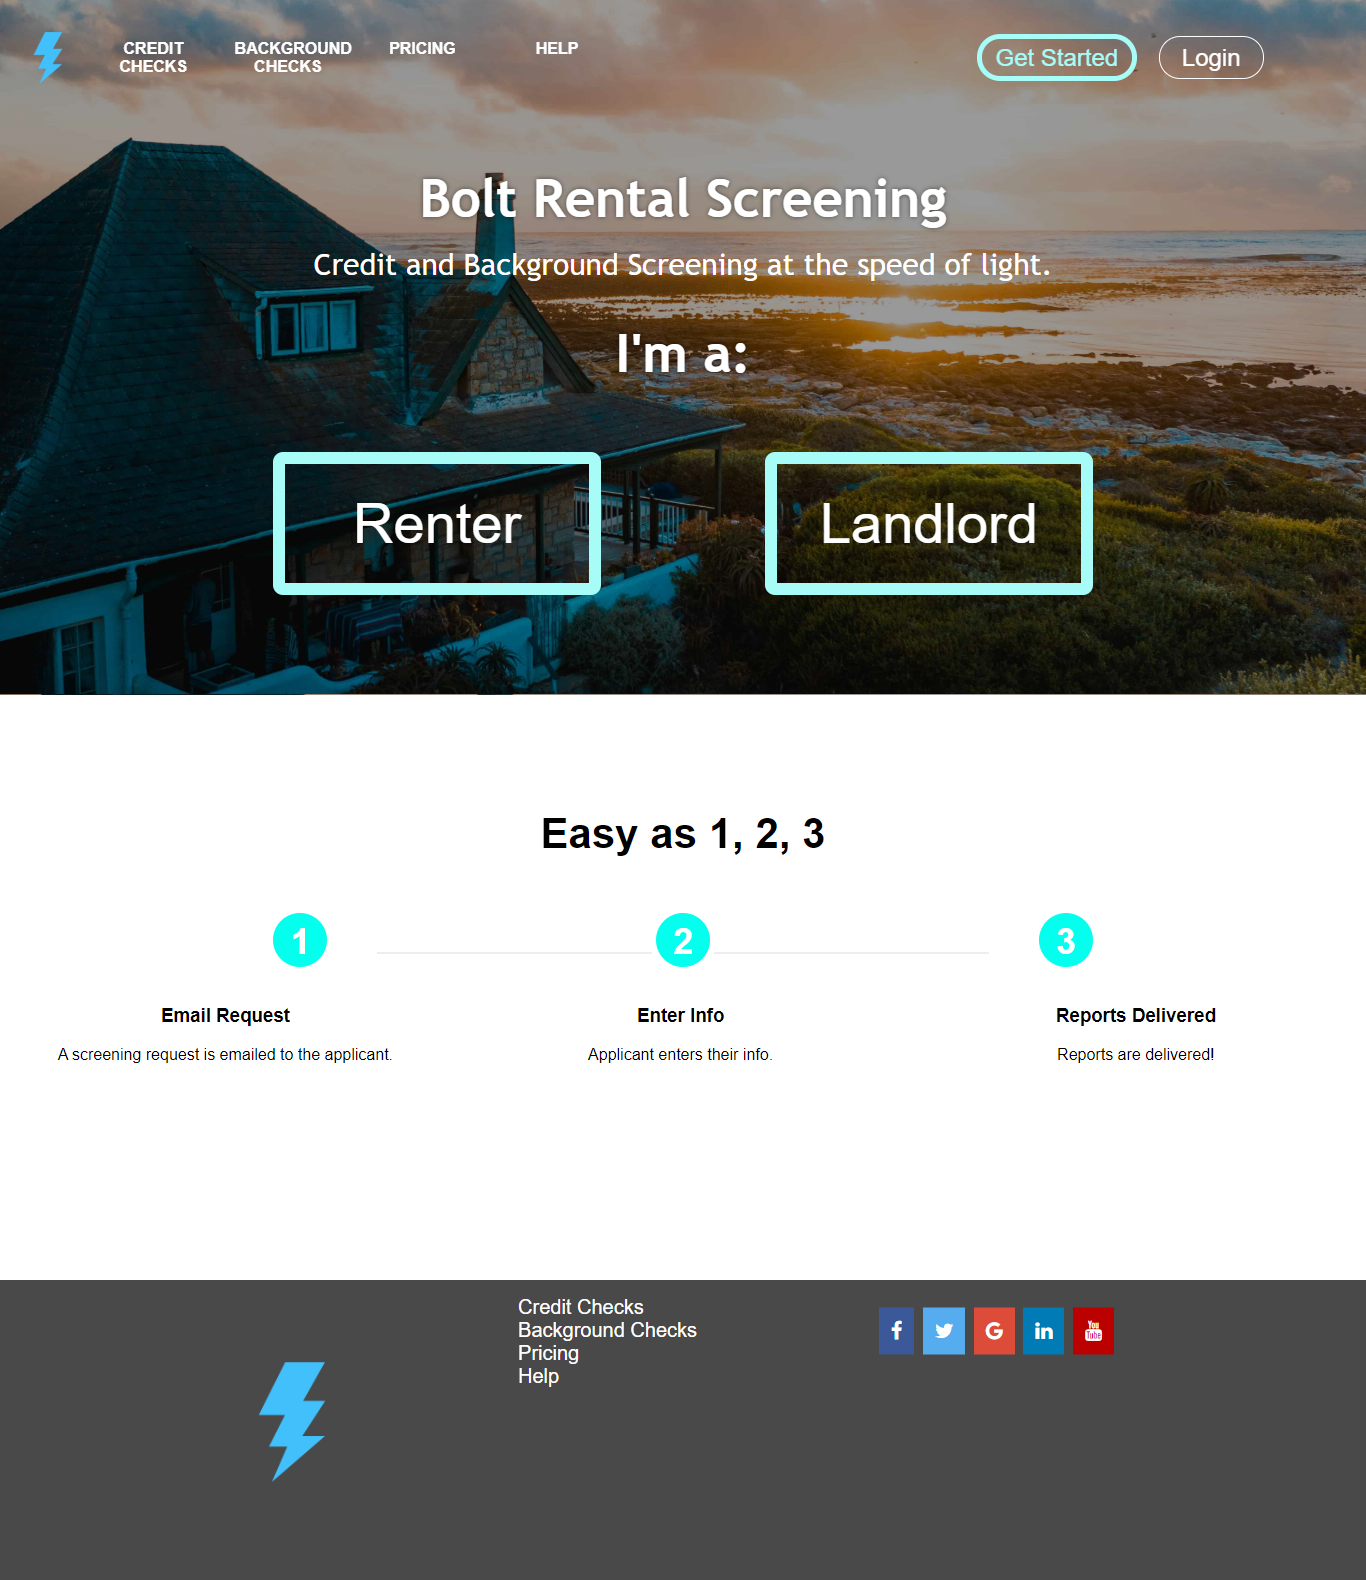 CREDIT
CHECKS
BACKGROUND
CHECKS
PRICING
HELP
Get Started
Login
Bolt Rental Screening
Credit and Background Screening at the speed of light.
I'm a:
Renter
Landlord
Easy as 1, 2, 3
1
2
3
Email Request
Enter Info
Reports Delivered
A screening request is emailed to the applicant.
Applicant enters their info.
Reports are delivered!
Credit Checks
Background Checks
Pricing
Help
f
G
in
You
Tube